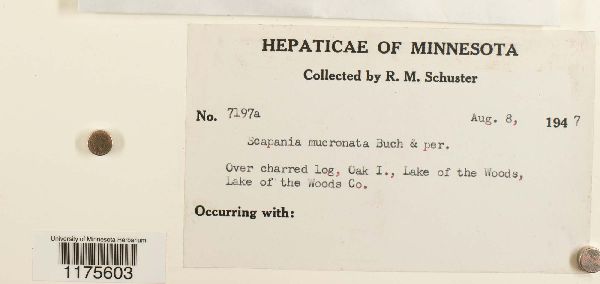 HEPATICAE OF MINNESOTA
Collected by R. M. Schuster
No. 7197a Aug. 8, 1947
Scapania mucronata Buch & per.
Over charred log, Oak I., Lake of the Woods,
Lake of the Woods Co.
Occurring with:
University of Minnesota Herbarium
1175603